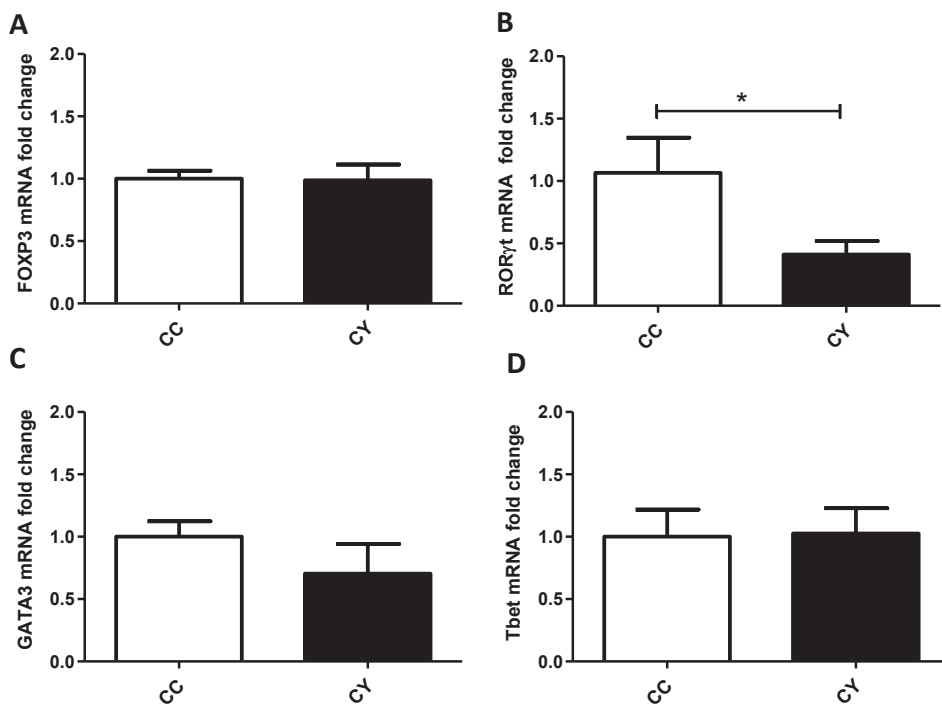 A
FOXP3 mRNA fold change
2.0
1.5
1.0
0.5
0.0
CC
CY
B
RORγt mRNA fold change
2.0
1.5
1.0
0.5
0.0
*
CC
CY
C
GATA3 mRNA fold change
2.0
1.5
1.0
0.5
0.0
CC
CY
D
Tbet mRNA fold change
2.0
1.5
1.0
0.5
0.0
CC
CY